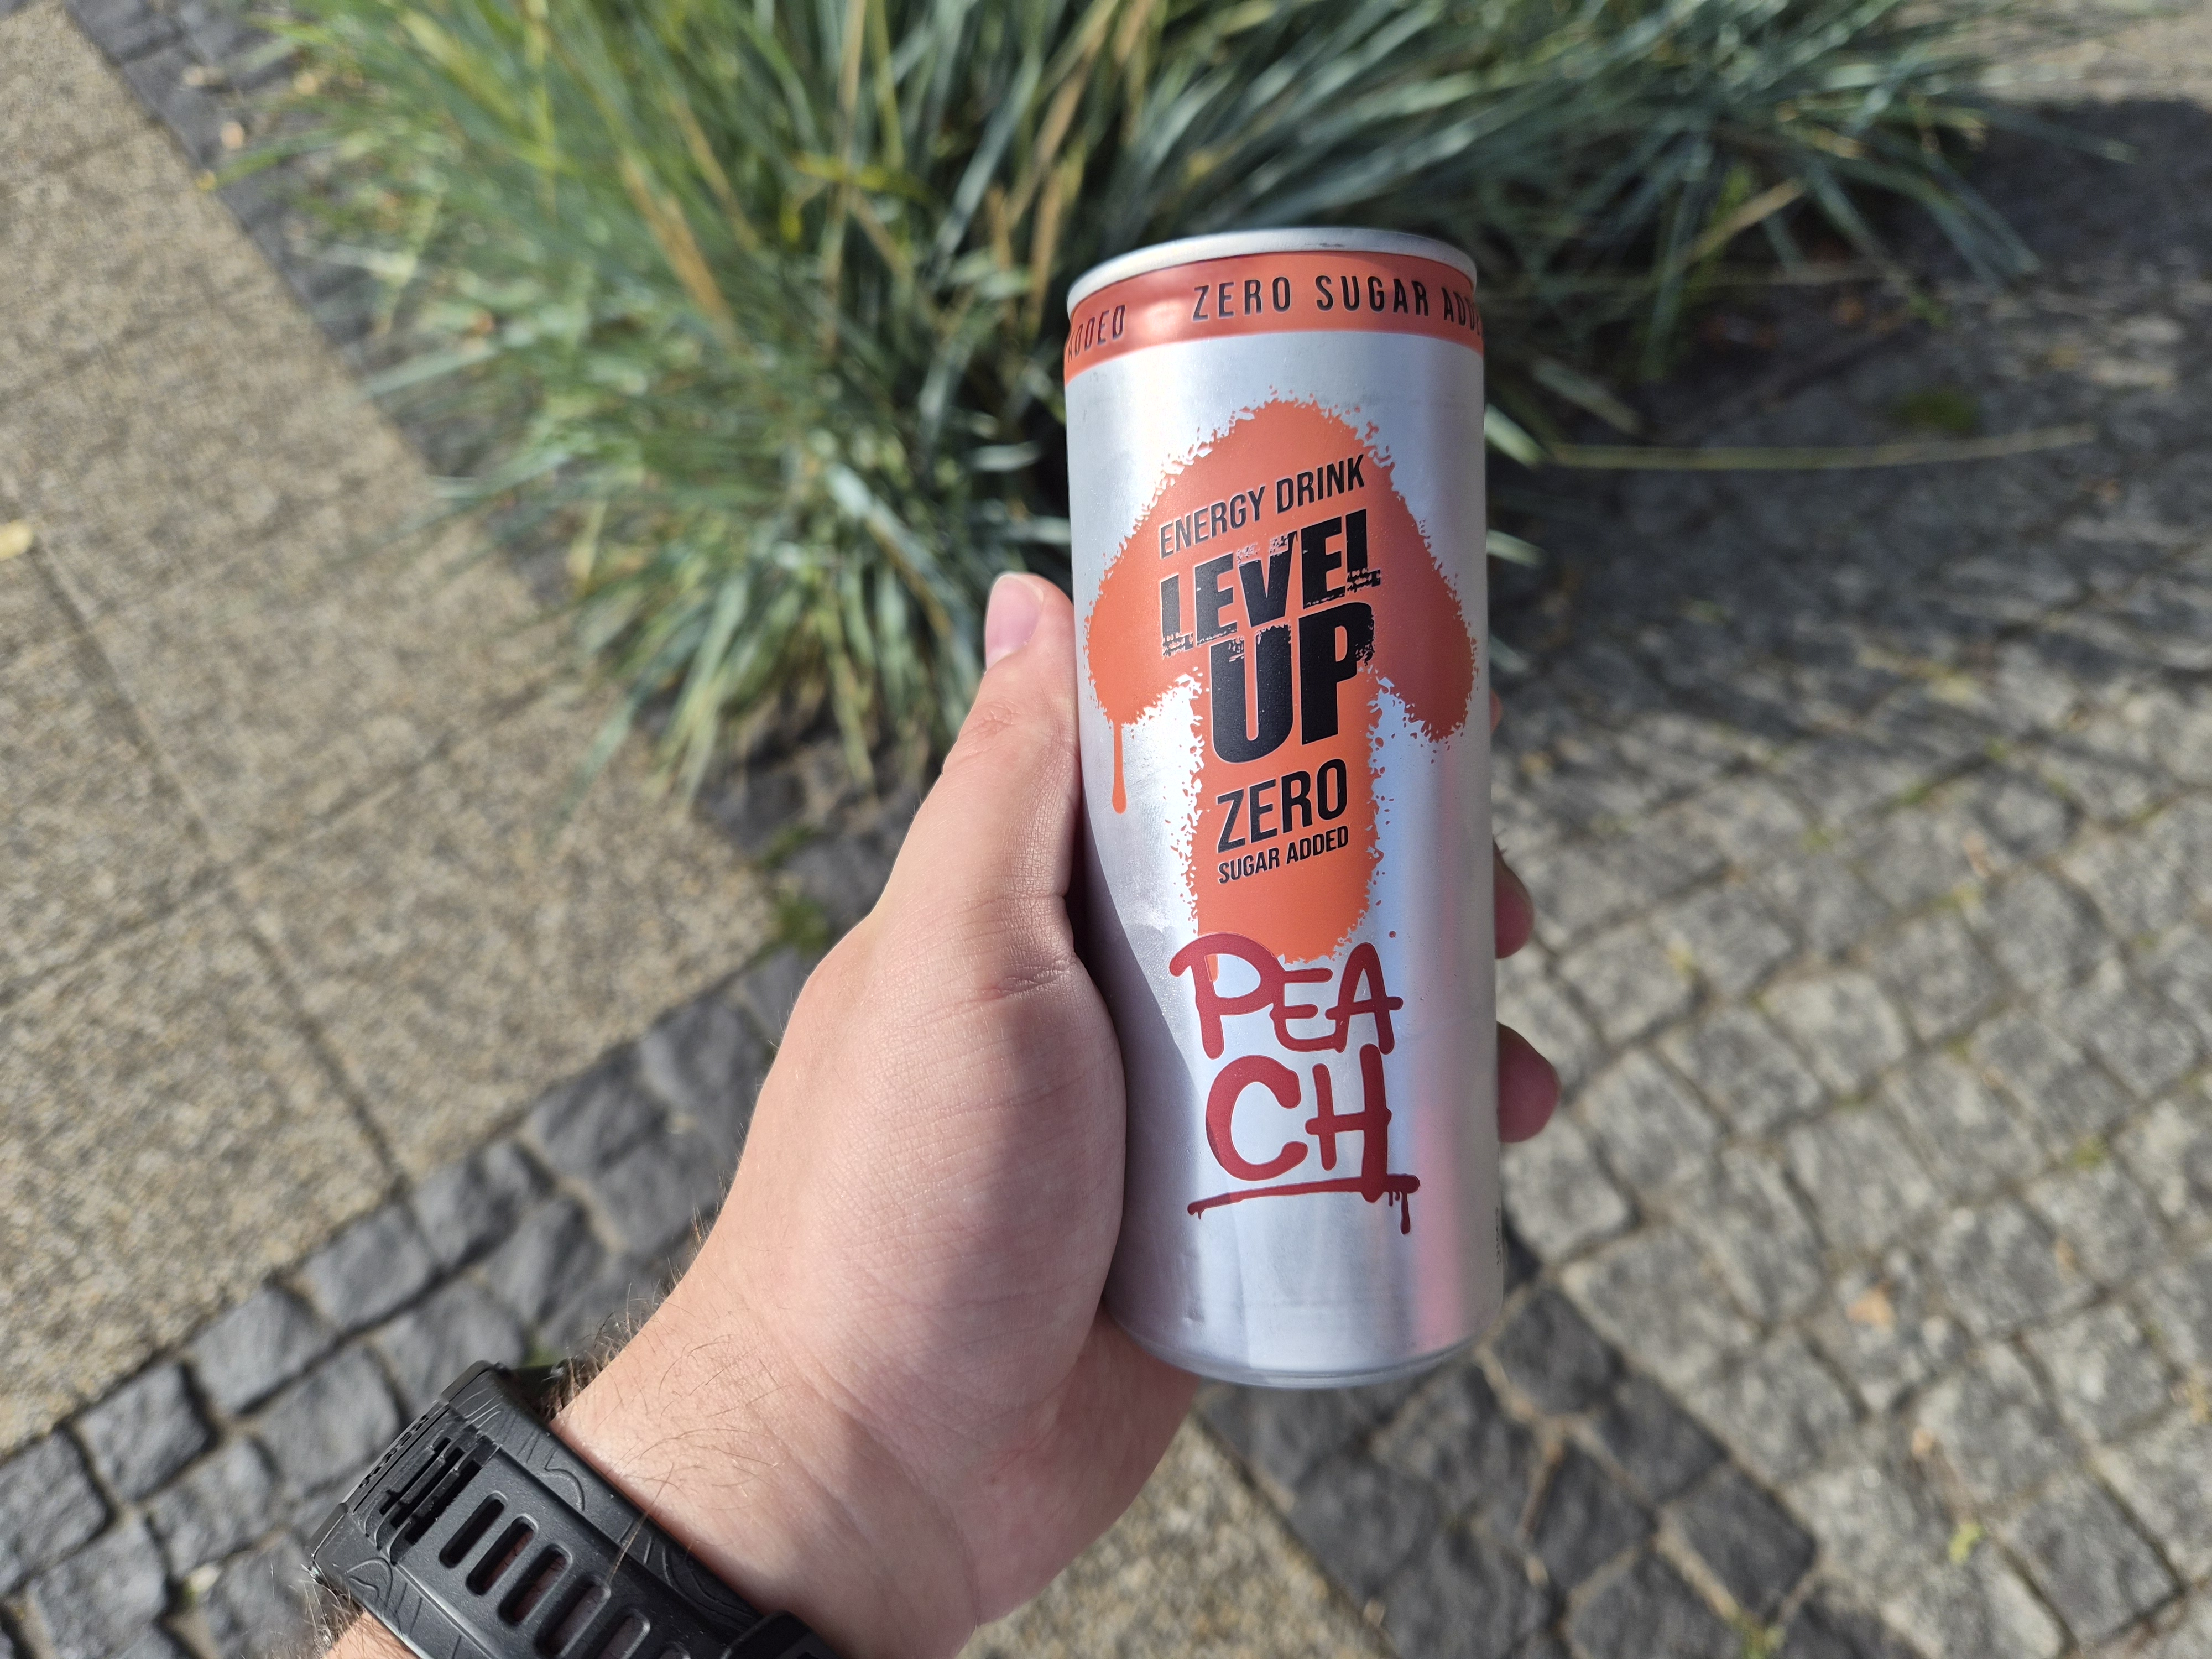 ADDED ZERO SUGAR
ENERGY DRINK
LEVEL
UP
ZERO
SUGAR ADDED
PEA
CH